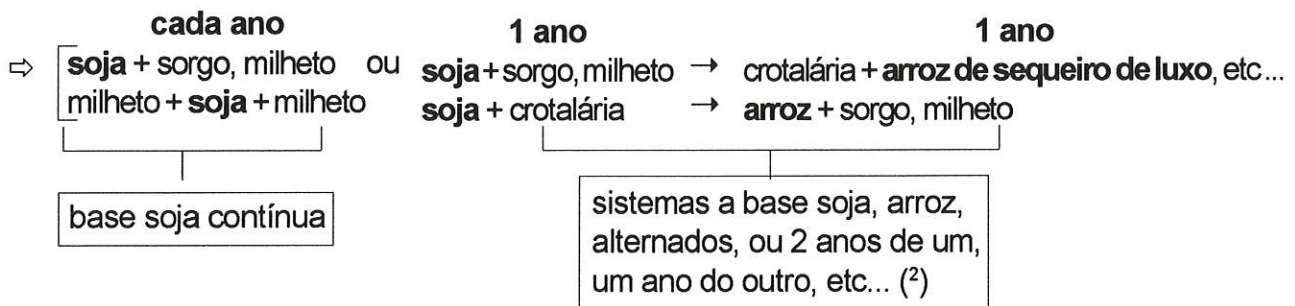 cada ano
1 ano
1 ano
⇨ soja + sorgo, milheto ou soja+sorgo, milheto → crotalária + arroz de sequeiro de luxo, etc...
milheto + soja + milheto soja + crotalária → arroz + sorgo, milheto
base soja contínua
sistemas a base soja, arroz,
alternados, ou 2 anos de um,
um ano do outro, etc... (²)